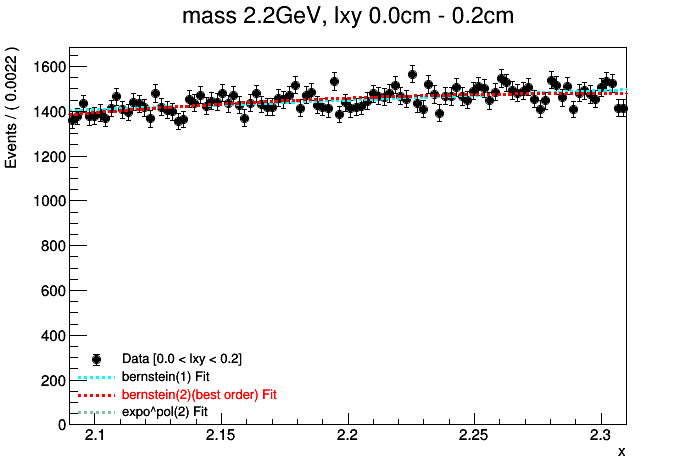 mass 2.2GeV, lxy 0.0cm - 0.2cm
Events / ( 0.0022 )
1600
1400
1200
1000
800
600
400
200
0
Data [0.0 < lxy < 0.2]
bernstein(1) Fit
bernstein(2)(best order) Fit
expo^pol(2) Fit
2.1 2.15 2.2 2.25 2.3
x